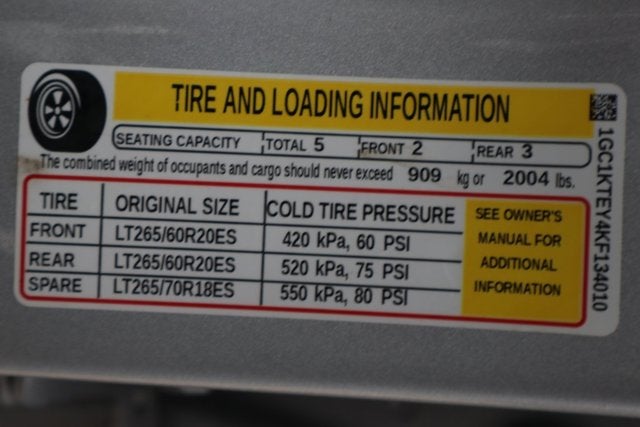 TIRE AND LOADING INFORMATION
SEATING CAPACITY TOTAL 5 FRONT 2 REAR 3
The combined weight of occupants and cargo should never exceed 909 kg or 2004 lbs.
TIRE ORIGINAL SIZE COLD TIRE PRESSURE
FRONT LT265/60R20ES 420 kPa, 60 PSI
REAR LT265/60R20ES 520 kPa, 75 PSI
SPARE LT265/70R18ES 550 kPa, 80 PSI
SEE OWNER'S
MANUAL FOR
ADDITIONAL
INFORMATION
1GC1KTEY4KF134010